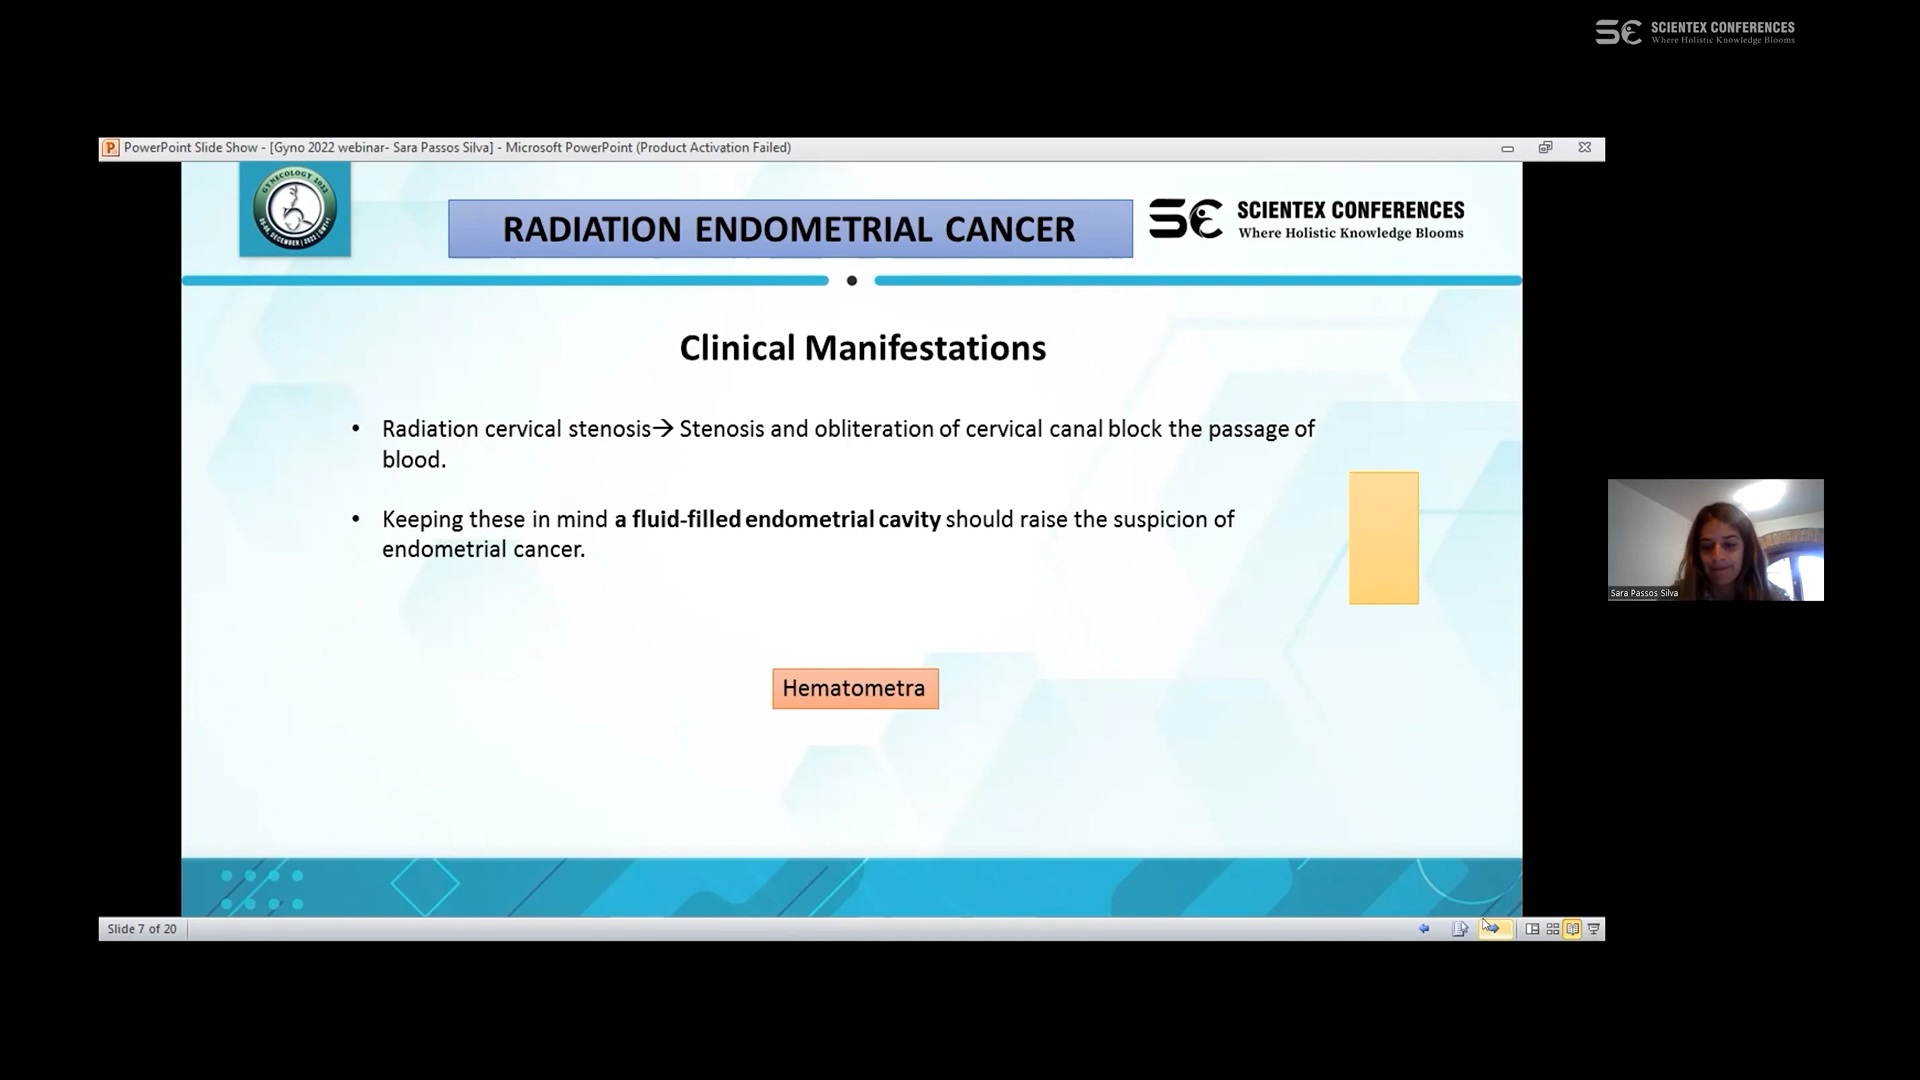 SCIENTEX CONFERENCES
Where Holistic Knowledge Blooms
PowerPoint Slide Show - [Gyno 2022 webinar- Sara Passos Silva] - Microsoft PowerPoint (Product Activation Failed)
GYNECOLOGY 2022
RADIATION ENDOMETRIAL CANCER
SCIENTEX CONFERENCES
Where Holistic Knowledge Blooms
Clinical Manifestations
• Radiation cervical stenosis→ Stenosis and obliteration of cervical canal block the passage of
blood.
• Keeping these in mind a fluid-filled endometrial cavity should raise the suspicion of
endometrial cancer.
Hematometra
Sara Passos Silva
Slide 7 of 20